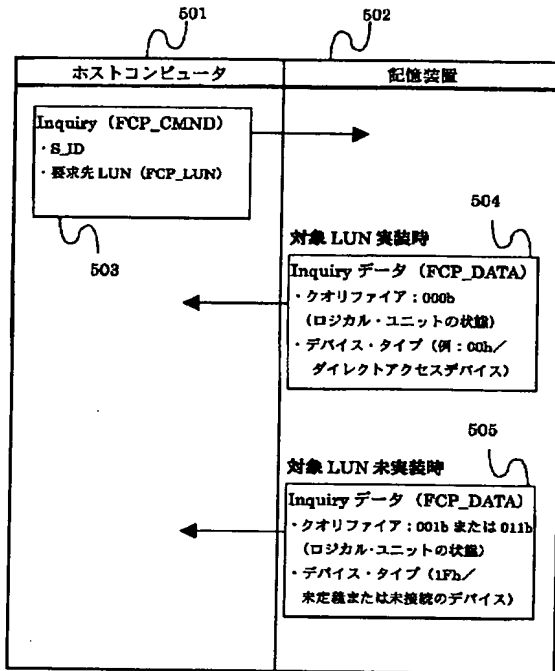 501
502
ホストコンピュータ
記憶装置
Inquiry (FCP_CMND)
・S_ID
・要求先 LUN (FCP_LUN)
503
504
対象 LUN 実装時
Inquiry データ (FCP_DATA)
・クオリファイア：000b
(ロジカル・ユニットの状態)
・デバイス・タイプ (例：00h／
ダイレクトアクセスデバイス)
505
対象 LUN 未実装時
Inquiry データ (FCP_DATA)
・クオリファイア：001b または 011b
(ロジカル・ユニットの状態)
・デバイス・タイプ (1Fh／
未定義または未接続のデバイス)